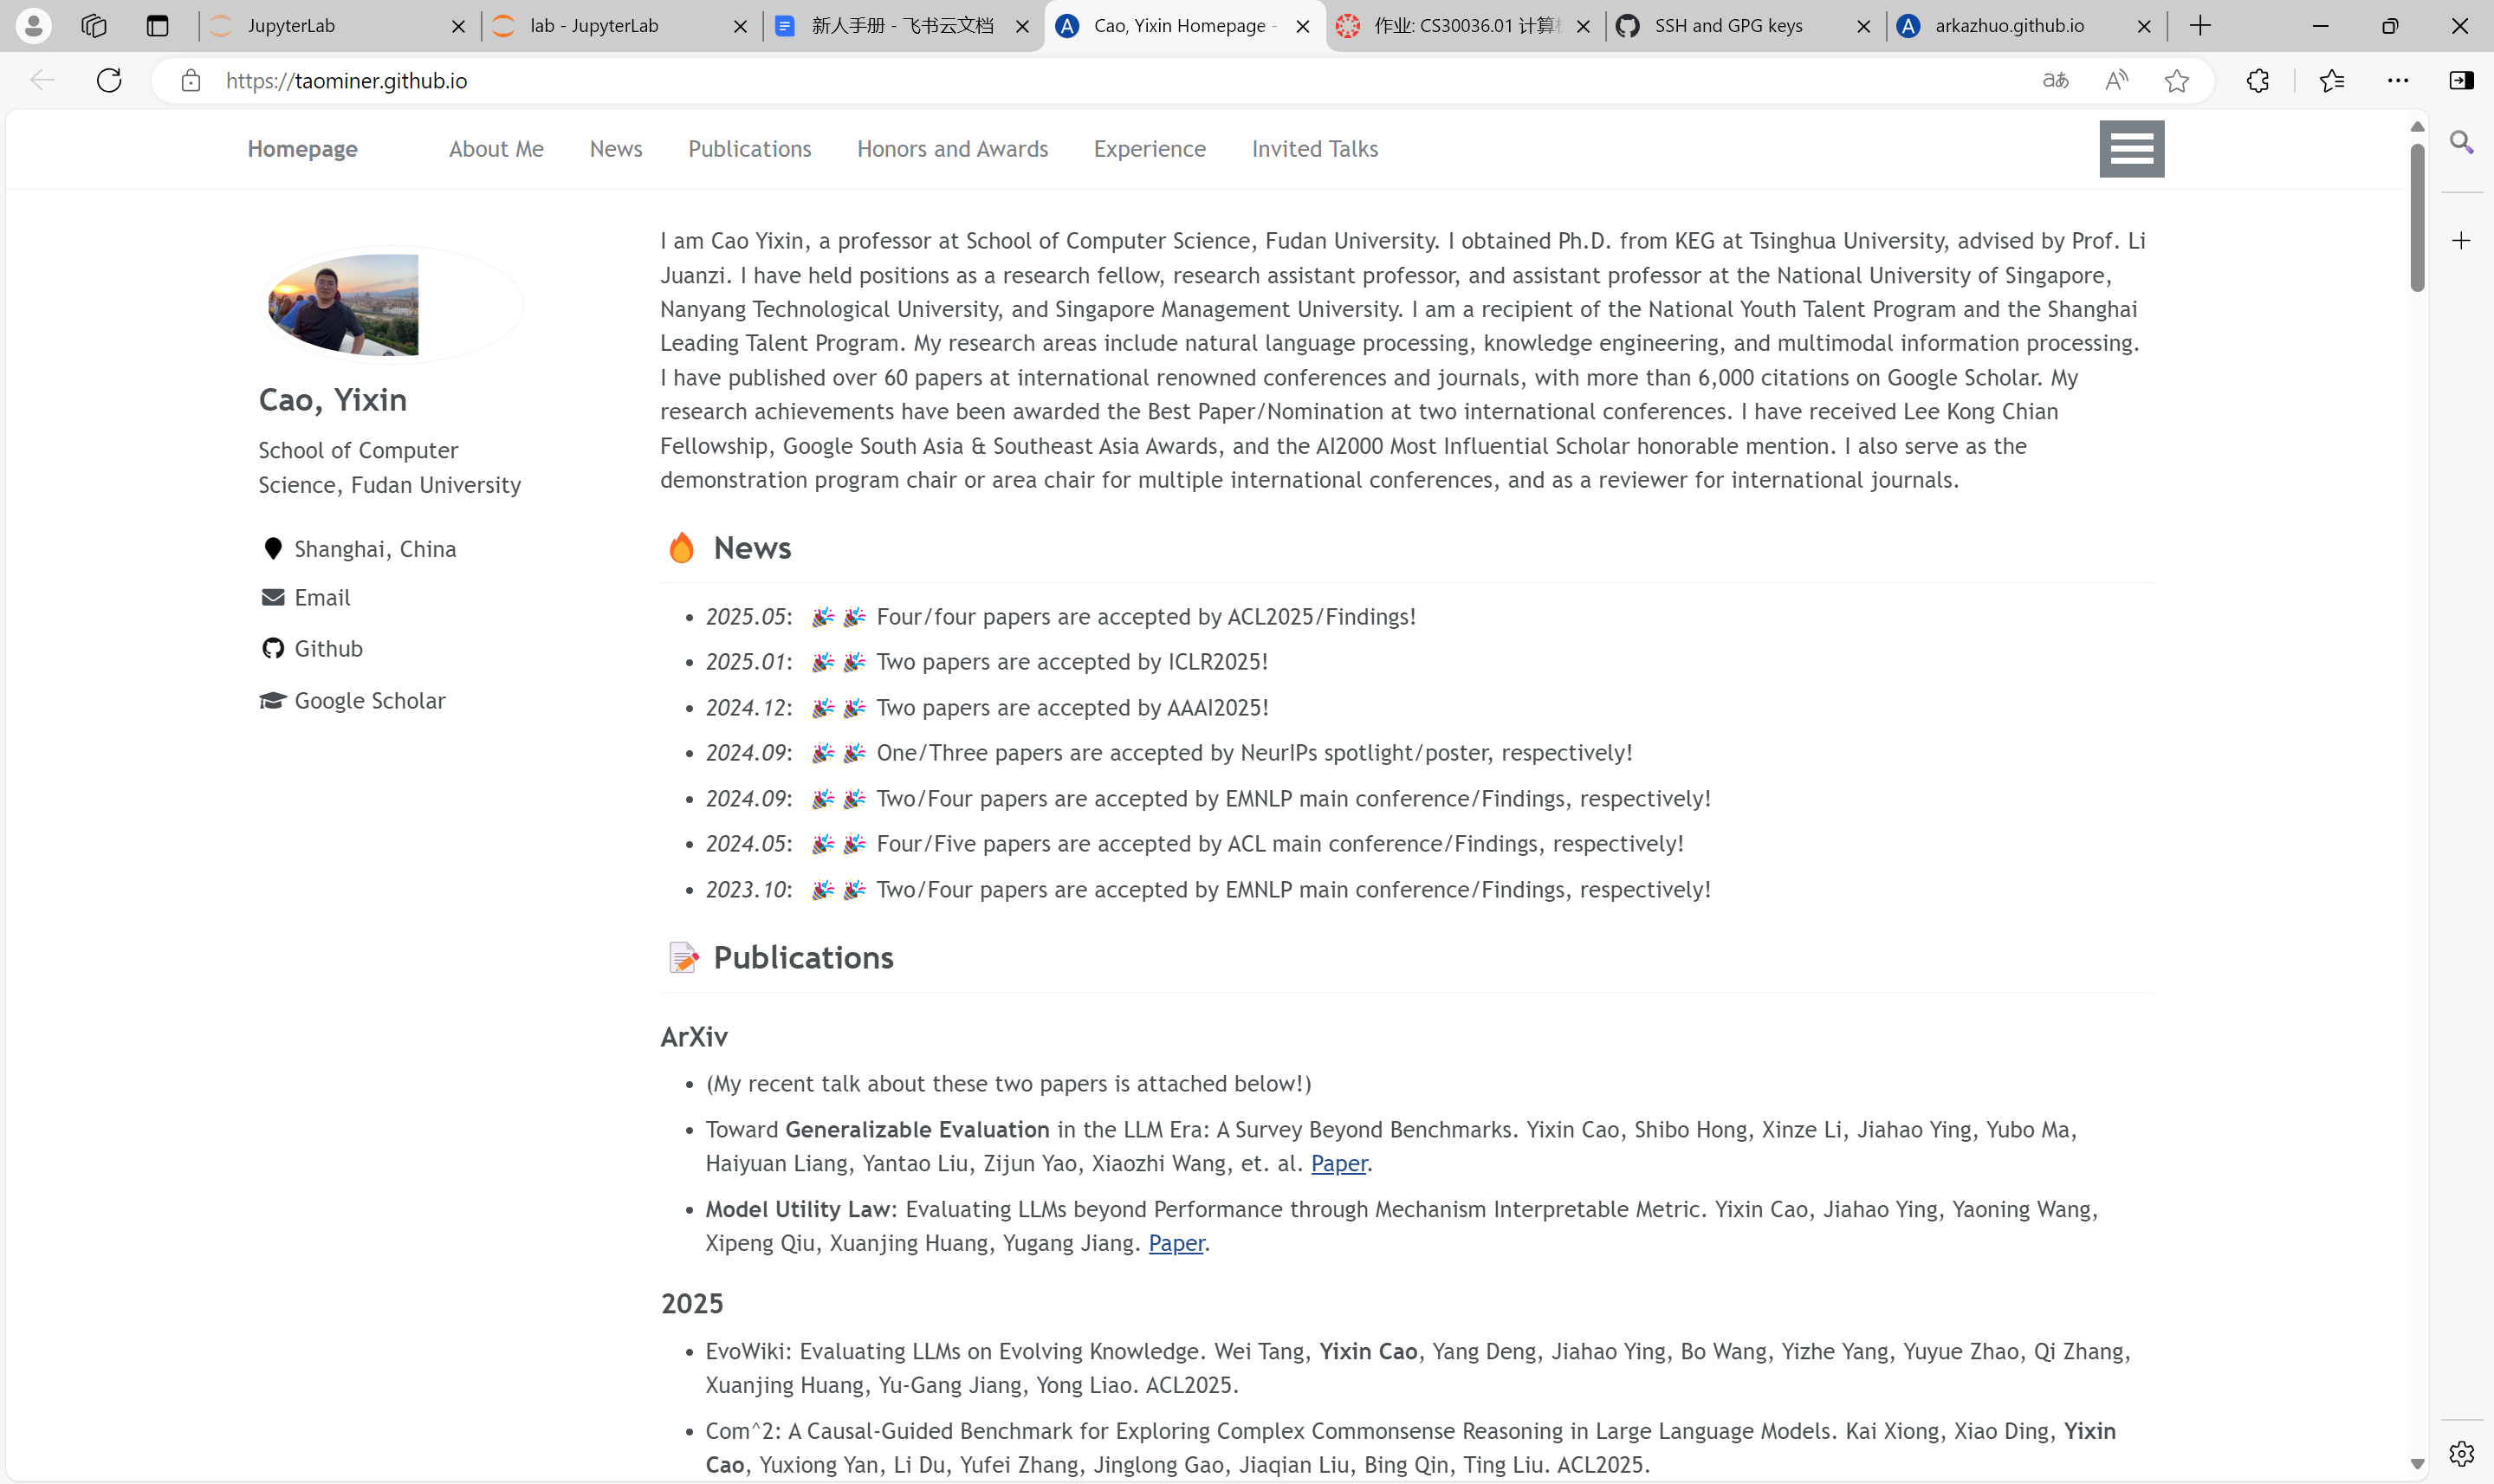 JupyterLab
lab - JupyterLab
新人手册 - 飞书云文档
Cao, Yixin Homepage -
作业: CS30036.01 计算
SSH and GPG keys
arkazhuo.github.io
https://taominer.github.io
Homepage
About Me
News
Publications
Honors and Awards
Experience
Invited Talks
Cao, Yixin
School of Computer
Science, Fudan University
Shanghai, China
Email
Github
Google Scholar
I am Cao Yixin, a professor at School of Computer Science, Fudan University. I obtained Ph.D. from KEG at Tsinghua University, advised by Prof. Li
Juanzi. I have held positions as a research fellow, research assistant professor, and assistant professor at the National University of Singapore,
Nanyang Technological University, and Singapore Management University. I am a recipient of the National Youth Talent Program and the Shanghai
Leading Talent Program. My research areas include natural language processing, knowledge engineering, and multimodal information processing.
I have published over 60 papers at international renowned conferences and journals, with more than 6,000 citations on Google Scholar. My
research achievements have been awarded the Best Paper/Nomination at two international conferences. I have received Lee Kong Chian
Fellowship, Google South Asia & Southeast Asia Awards, and the AI2000 Most Influential Scholar honorable mention. I also serve as the
demonstration program chair or area chair for multiple international conferences, and as a reviewer for international journals.
🔥 News
• 2025.05: 🎉🎉 Four/four papers are accepted by ACL2025/Findings!
• 2025.01: 🎉🎉 Two papers are accepted by ICLR2025!
• 2024.12: 🎉🎉 Two papers are accepted by AAAI2025!
• 2024.09: 🎉🎉 One/Three papers are accepted by NeurIPs spotlight/poster, respectively!
• 2024.09: 🎉🎉 Two/Four papers are accepted by EMNLP main conference/Findings, respectively!
• 2024.05: 🎉🎉 Four/Five papers are accepted by ACL main conference/Findings, respectively!
• 2023.10: 🎉🎉 Two/Four papers are accepted by EMNLP main conference/Findings, respectively!
📝 Publications
ArXiv
• (My recent talk about these two papers is attached below!)
• Toward Generalizable Evaluation in the LLM Era: A Survey Beyond Benchmarks. Yixin Cao, Shibo Hong, Xinze Li, Jiahao Ying, Yubo Ma,
Haiyuan Liang, Yantao Liu, Zijun Yao, Xiaozhi Wang, et. al. Paper.
• Model Utility Law: Evaluating LLMs beyond Performance through Mechanism Interpretable Metric. Yixin Cao, Jiahao Ying, Yaoning Wang,
Xipeng Qiu, Xuanjing Huang, Yugang Jiang. Paper.
2025
• EvoWiki: Evaluating LLMs on Evolving Knowledge. Wei Tang, Yixin Cao, Yang Deng, Jiahao Ying, Bo Wang, Yizhe Yang, Yuyue Zhao, Qi Zhang,
Xuanjing Huang, Yu-Gang Jiang, Yong Liao. ACL2025.
• Com^2: A Causal-Guided Benchmark for Exploring Complex Commonsense Reasoning in Large Language Models. Kai Xiong, Xiao Ding, Yixin
Cao, Yuxiong Yan, Li Du, Yufei Zhang, Jinglong Gao, Jiaqian Liu, Bing Qin, Ting Liu. ACL2025.